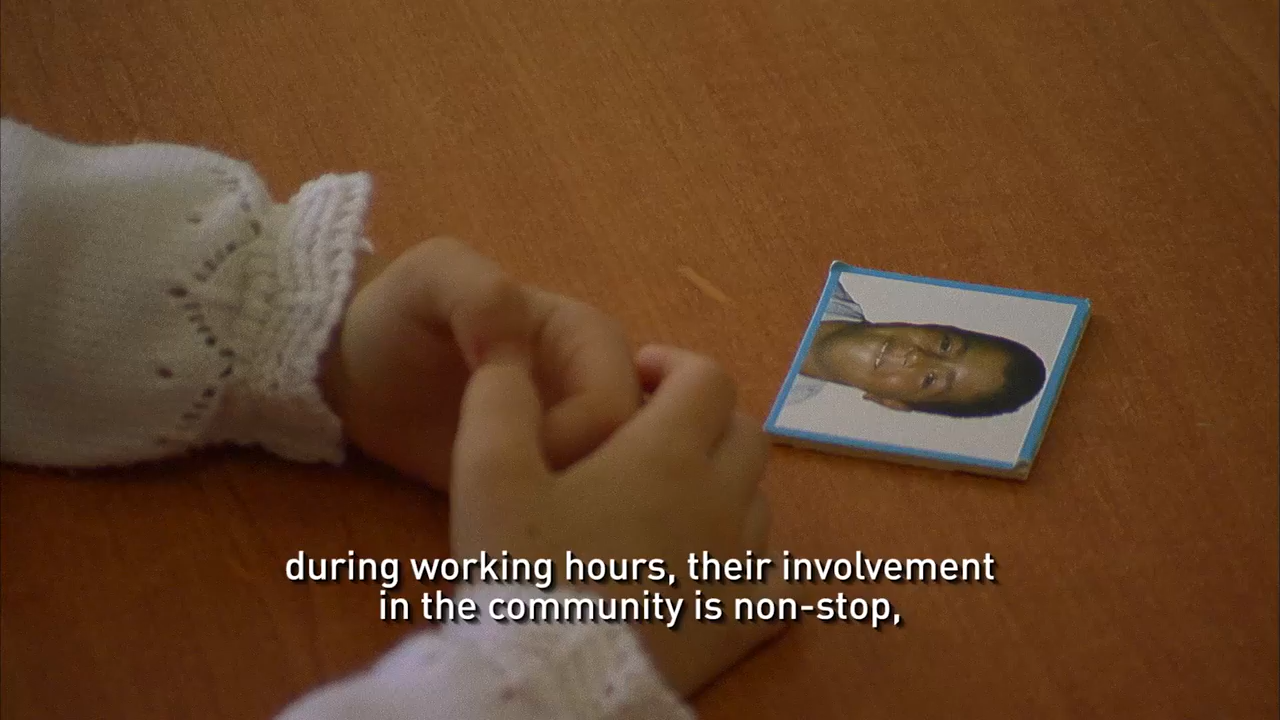 during working hours, their involvement
in the community is non-stop,